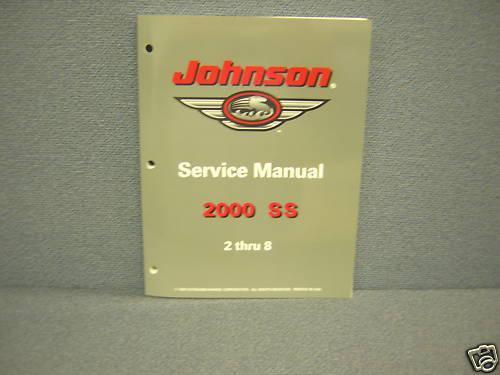 Johnson
Service Manual
2000 SS
2 thru 8